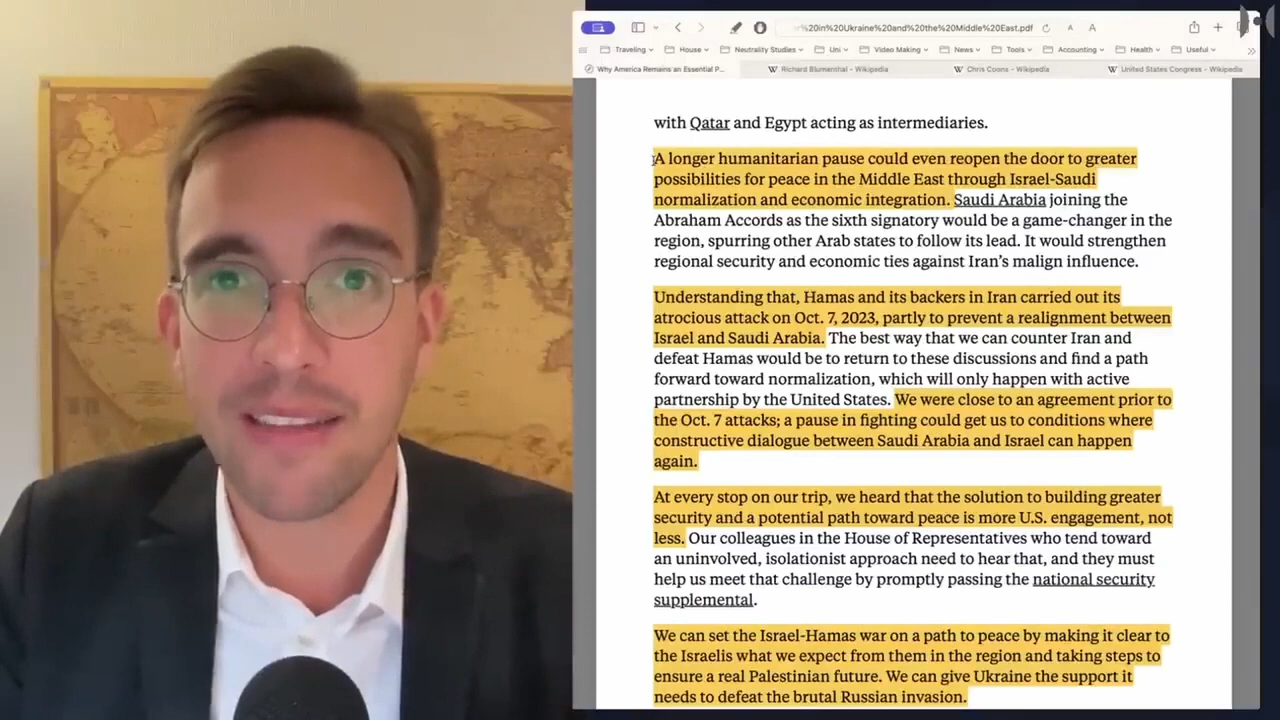 r%20in%20Ukraine%20and%20the%20Middle%20East.pdf
A A
Traveling House Neutrality Studies Uni Video Making News Tools Accounting Health Useful
Why America Remains an Essential P... Richard Blumenthal - Wikipedia Chris Coons - Wikipedia United States Congress - Wikipedia
with Qatar and Egypt acting as intermediaries.
A longer humanitarian pause could even reopen the door to greater
possibilities for peace in the Middle East through Israel-Saudi
normalization and economic integration. Saudi Arabia joining the
Abraham Accords as the sixth signatory would be a game-changer in the
region, spurring other Arab states to follow its lead. It would strengthen
regional security and economic ties against Iran's malign influence.
Understanding that, Hamas and its backers in Iran carried out its
atrocious attack on Oct. 7, 2023, partly to prevent a realignment between
Israel and Saudi Arabia. The best way that we can counter Iran and
defeat Hamas would be to return to these discussions and find a path
forward toward normalization, which will only happen with active
partnership by the United States. We were close to an agreement prior to
the Oct. 7 attacks; a pause in fighting could get us to conditions where
constructive dialogue between Saudi Arabia and Israel can happen
again.
At every stop on our trip, we heard that the solution to building greater
security and a potential path toward peace is more U.S. engagement, not
less. Our colleagues in the House of Representatives who tend toward
an uninvolved, isolationist approach need to hear that, and they must
help us meet that challenge by promptly passing the national security
supplemental.
We can set the Israel-Hamas war on a path to peace by making it clear to
the Israelis what we expect from them in the region and taking steps to
ensure a real Palestinian future. We can give Ukraine the support it
needs to defeat the brutal Russian invasion.